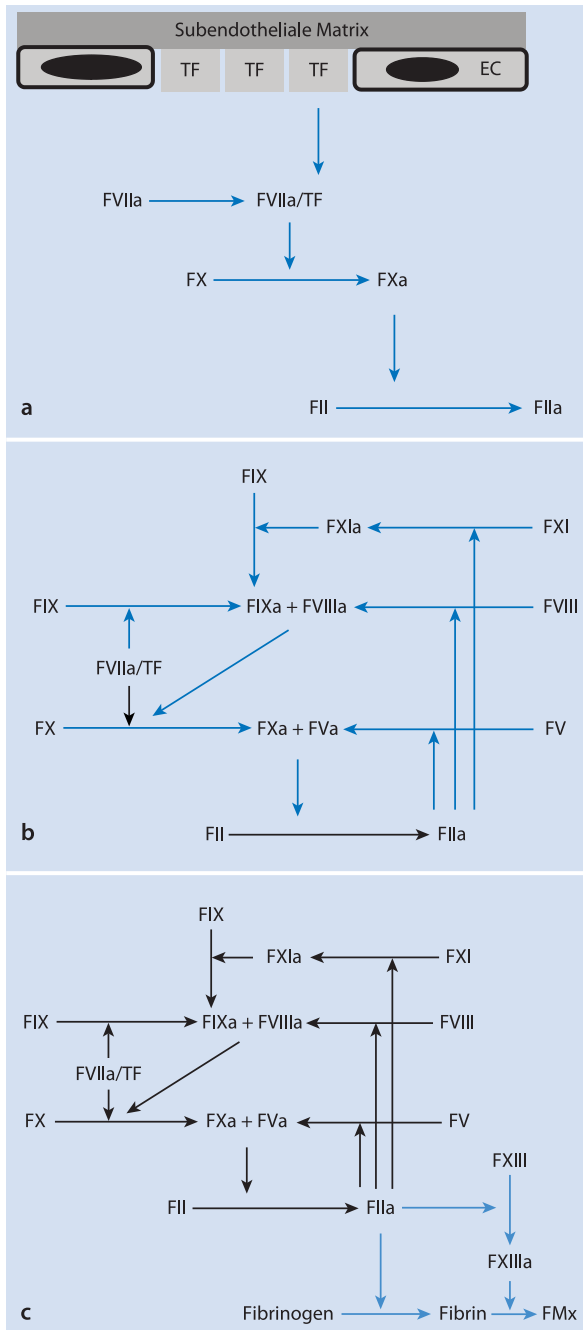 Subendotheliale Matrix
TF TF TF EC
FVIIa FVIIa/TF
FX FXa
FII FIIa
a
FIX
FXIa FXI
FIX FIXa + FVIIIa FVIII
FVIIa/TF
FX FXa + FVa FV
FII FIIa
b
FIX
FXIa FXI
FIX FIXa + FVIIIa FVIII
FVIIa/TF
FX FXa + FVa FV
FXIII
FII FIIa
FXIIIa
Fibrinogen Fibrin FMx
c